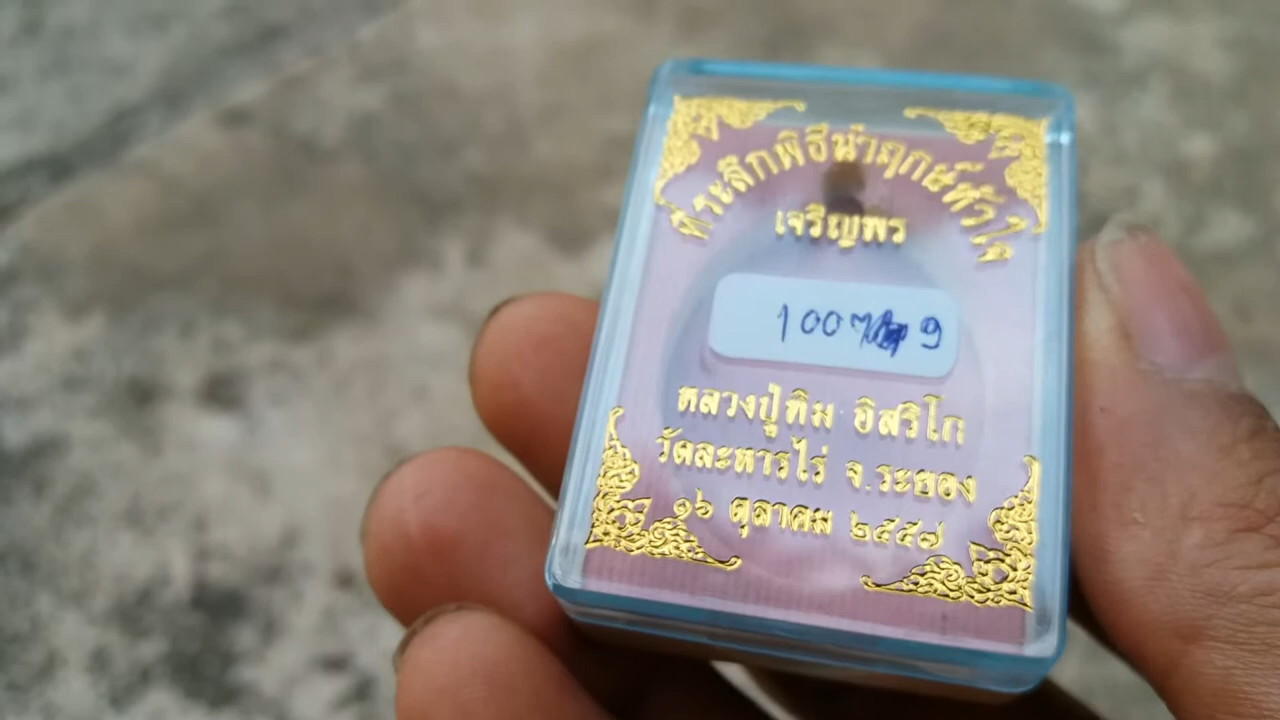 ที่ระลึกพิธีนำฤกษ์หัวใจ
เจริญพร
1007 9
หลวงปู่ทิม อิสริโก
วัดละหารไร่ จ.ระยอง
๑๖ ตุลาคม ๒๕๕๗